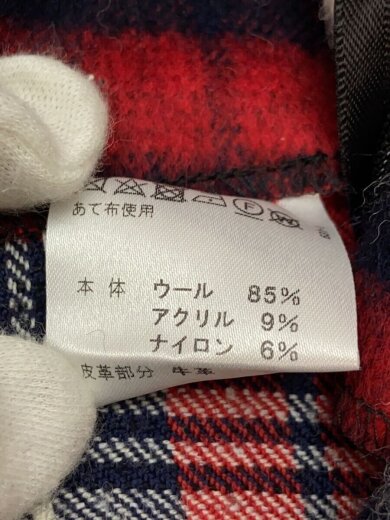 あて布使用
本体 ウール 85%
アクリル 9%
ナイロン 6%
皮革部分 牛革